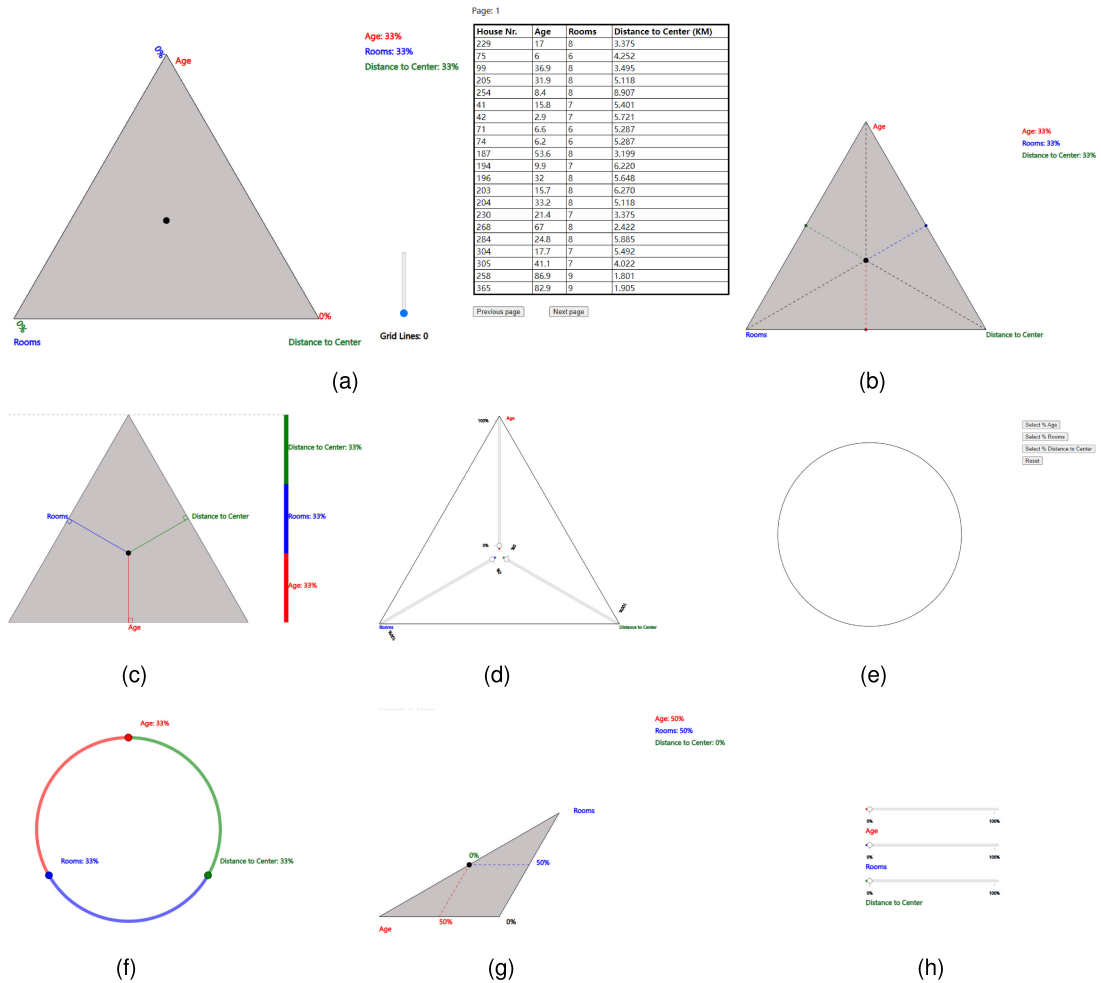 Page: 1
0%
Age
Age: 33%
Rooms: 33%
Distance to Center: 33%
House Nr. Age Rooms Distance to Center (KM)
229 17 8 3.375
75 6 6 4.252
99 36.9 8 3.495
205 31.9 8 5.118
254 8.4 8 8.907
41 15.8 7 5.401
42 2.9 7 5.721
71 6.6 6 5.287
74 6.2 6 5.287
187 53.6 8 3.199
194 9.9 7 6.220
196 32 8 5.648
203 15.7 8 6.270
204 33.2 8 5.118
230 21.4 7 3.375
268 67 8 2.422
284 24.8 8 5.885
304 17.7 7 5.492
305 41.1 7 4.022
258 86.9 9 1.801
365 82.9 9 1.905
Previous page Next page
0%
0%
Rooms
Distance to Center
Grid Lines: 0
(a)
Age
Age: 33%
Rooms: 33%
Distance to Center: 33%
Rooms
Distance to Center
(b)
Distance to Center: 33%
Rooms
Distance to Center
Rooms: 33%
Age: 33%
Age
(c)
100%
Age
0%
0%
0%
100%
Rooms
100%
Distance to Center
(d)
Select % Age
Select % Rooms
Select % Distance to Center
Reset
(e)
Age: 33%
Rooms: 33%
Distance to Center: 33%
(f)
Age: 50%
Rooms: 50%
Distance to Center: 0%
Rooms
0%
50%
50%
0%
Age
(g)
0% 100%
Age
0% 100%
Rooms
0% 100%
Distance to Center
(h)